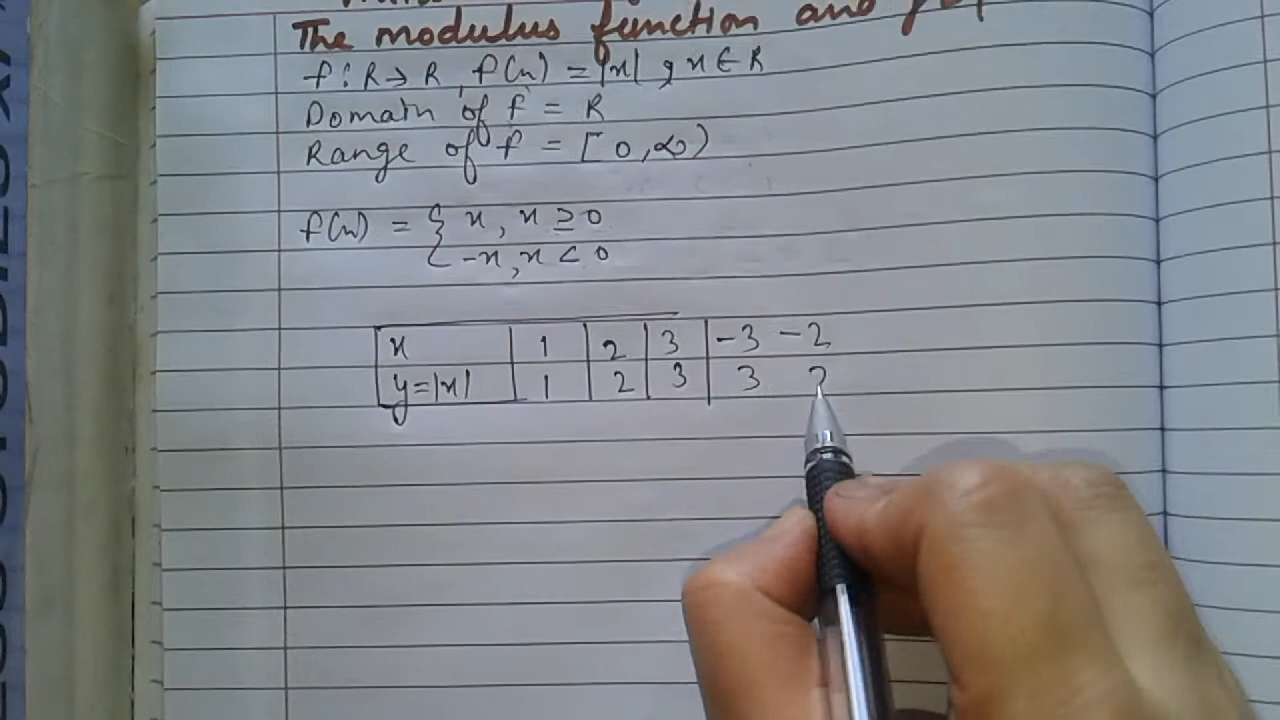 The modulus function and
f : R → R, f(x) = |x| , x ∈ R
Domain of f = R
Range of f = [0, ∞)
f(x) = { x, x ≥ 0
-x, x < 0
x 1 2 3 -3 -2
y=|x| 1 2 3 3 2